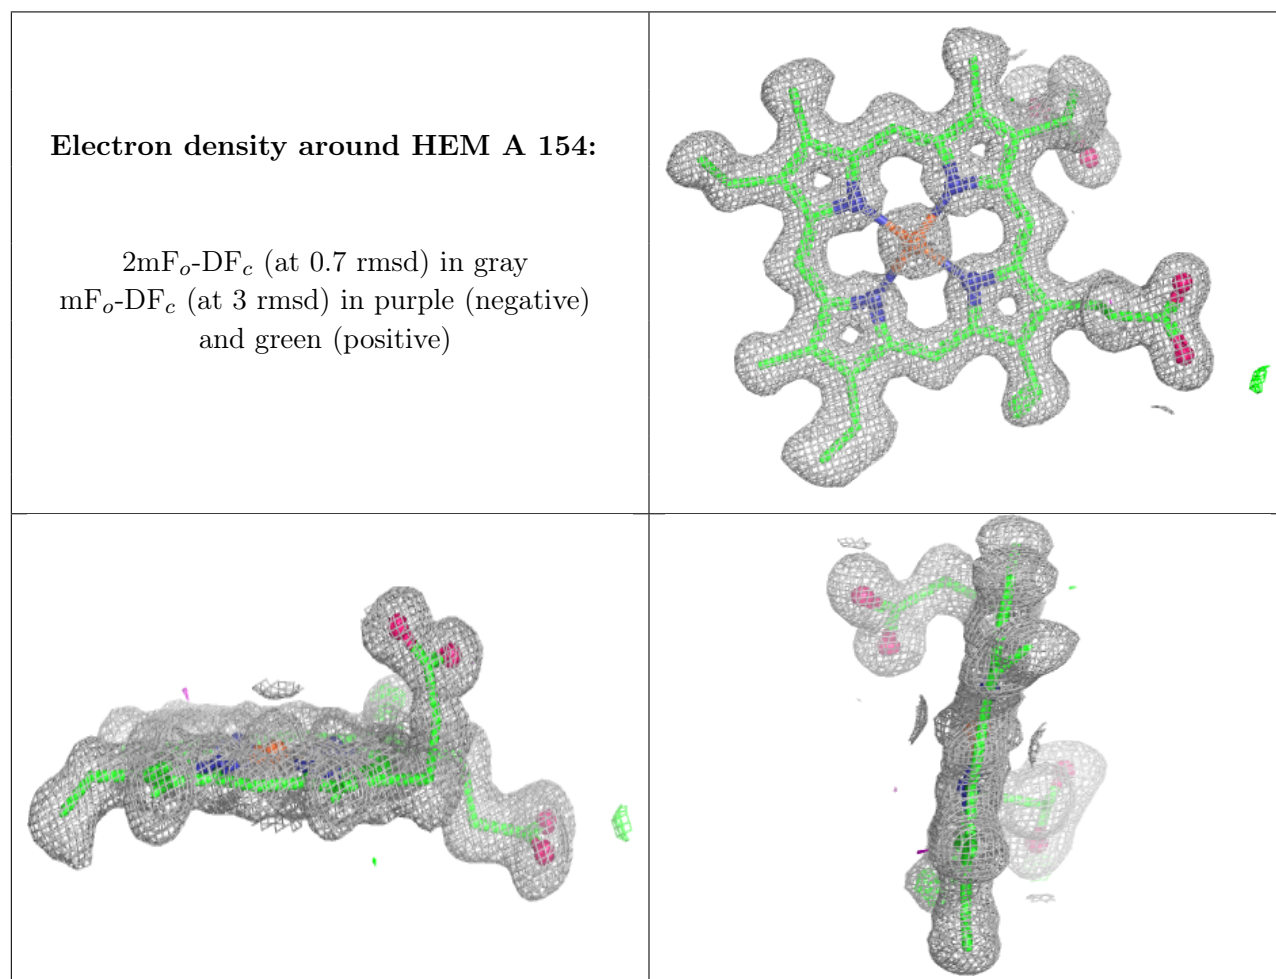 Electron density around HEM A 154:
2mFo-DFc (at 0.7 rmsd) in gray
mFo-DFc (at 3 rmsd) in purple (negative)
and green (positive)